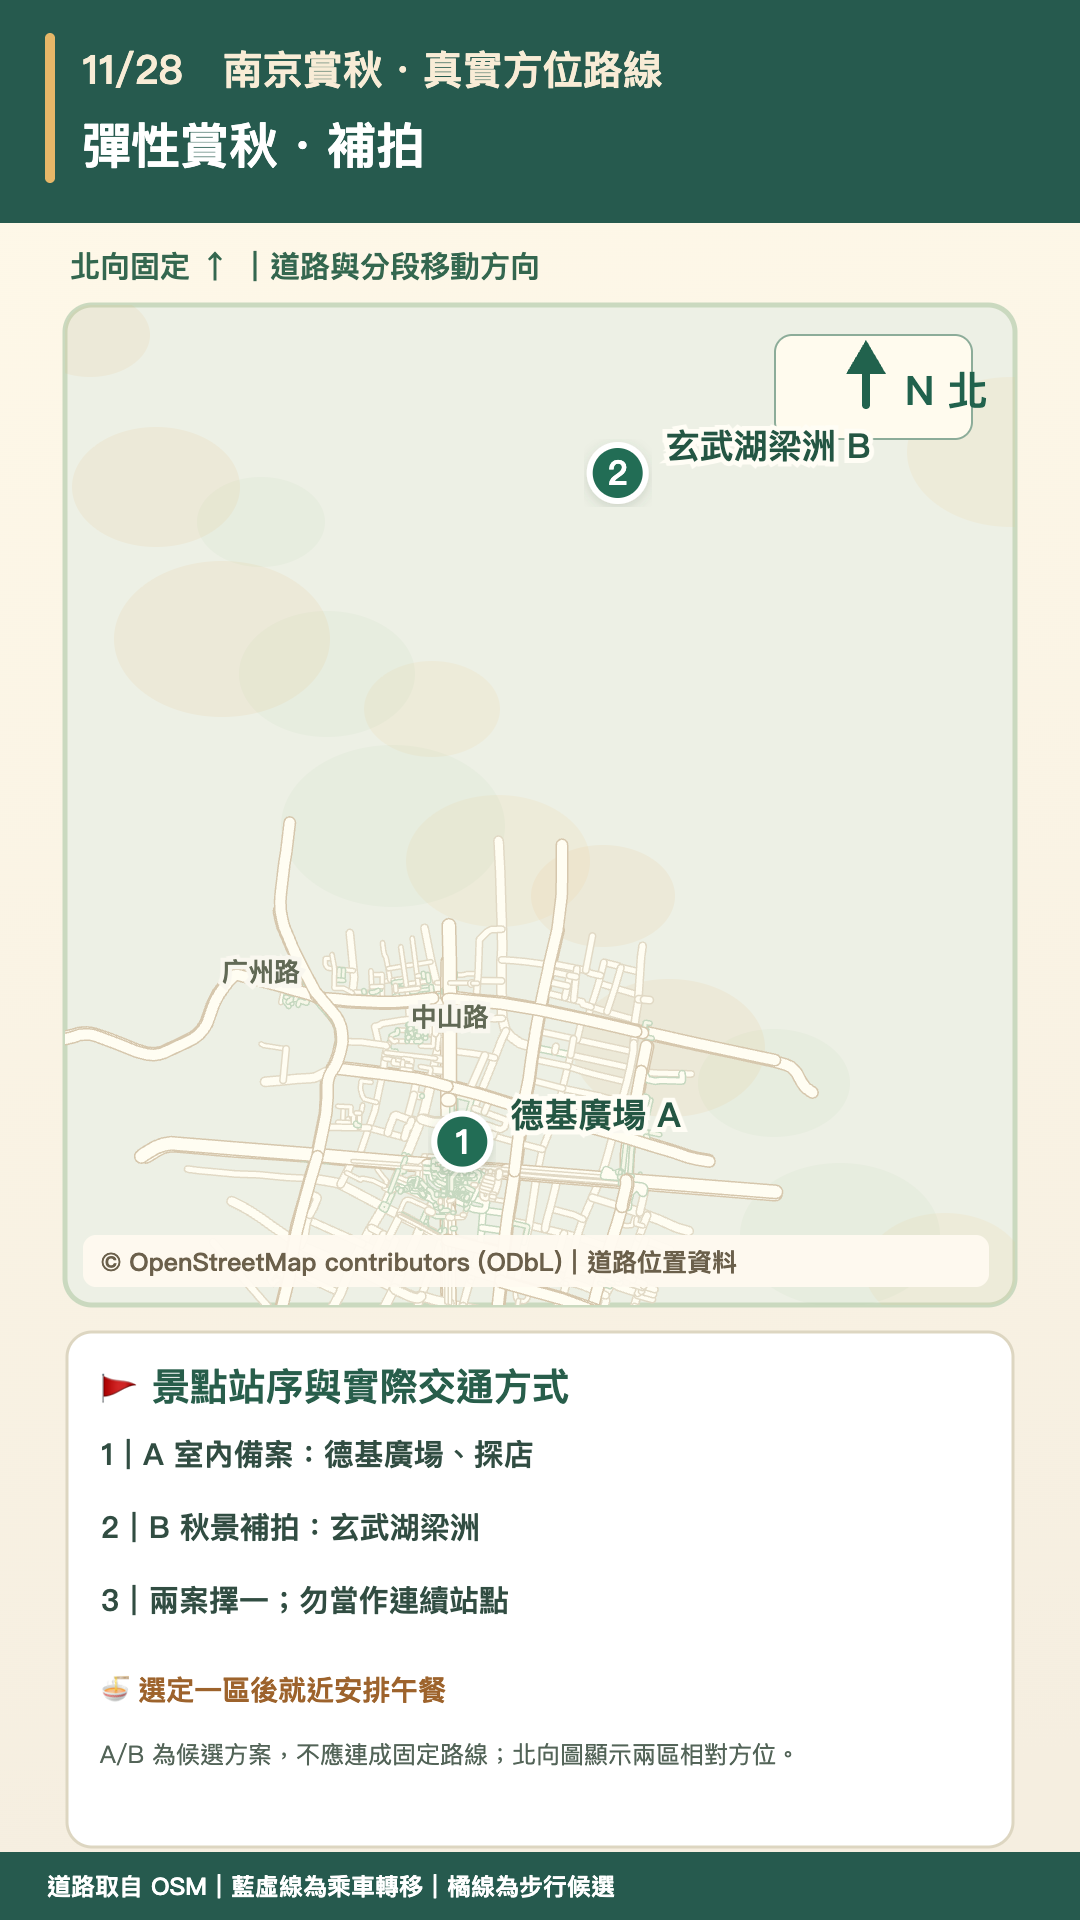 11/28 南京賞秋·真實方位路線
彈性賞秋·補拍
北向固定 ↑ ｜道路與分段移動方向
N 北
玄武湖梁洲 B
2
广州路
中山路
德基廣場 A
1
© OpenStreetMap contributors (ODbL)｜道路位置資料
🚩 景點站序與實際交通方式
1｜A 室內備案：德基廣場、探店
2｜B 秋景補拍：玄武湖梁洲
3｜兩案擇一；勿當作連續站點
🍜 選定一區後就近安排午餐
A/B 為候選方案，不應連成固定路線；北向圖顯示兩區相對方位。
道路取自 OSM｜藍虛線為乘車轉移｜橘線為步行候選